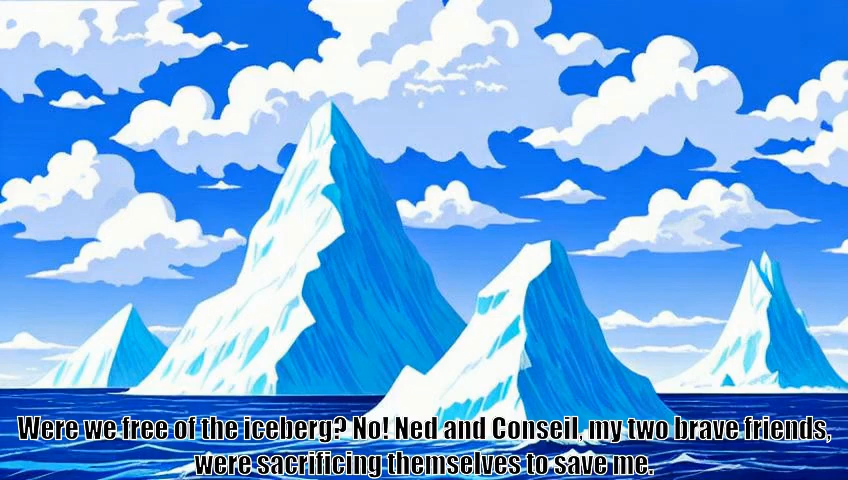 Were we free of the iceberg? No! Ned and Conseil, my two brave friends,
were sacrificing themselves to save me.